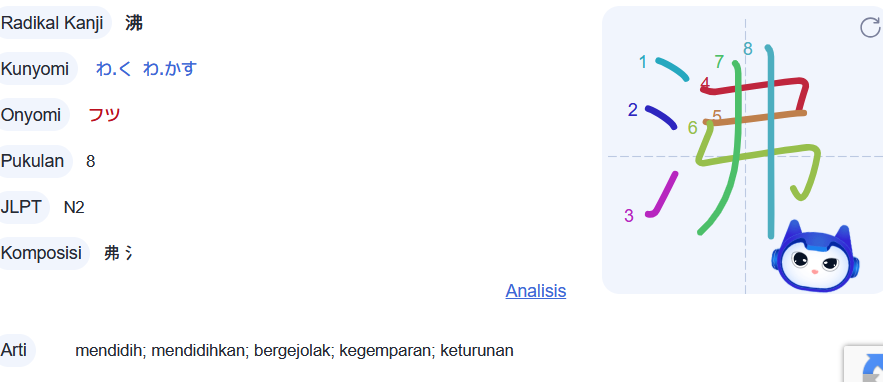 Radikal Kanji 沸
Kunyomi わ.く わ.かす
Onyomi フツ
Pukulan 8
JLPT N2
Komposisi 弗 氵
Analisis
Arti mendidih; mendidihkan; bergejolak; kegemparan; keturunan
1
2
3
4
5
6
7
8